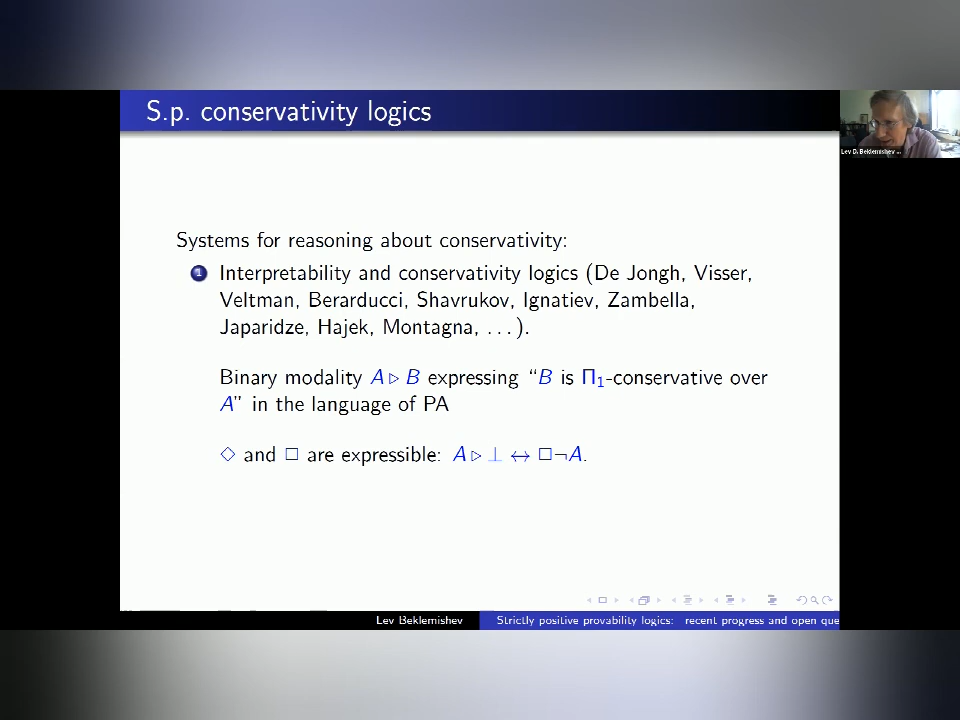 S.p. conservativity logics
Lev D. Beklemishev ...
Systems for reasoning about conservativity:
1 Interpretability and conservativity logics (De Jongh, Visser,
Veltman, Berarducci, Shavrukov, Ignatiev, Zambella,
Japaridze, Hajek, Montagna, ...).
Binary modality A ▷ B expressing “B is Π₁-conservative over
A” in the language of PA
◇ and □ are expressible: A ▷ ⊥ ↔ □¬A.
Lev Beklemishev Strictly positive provability logics: recent progress and open que